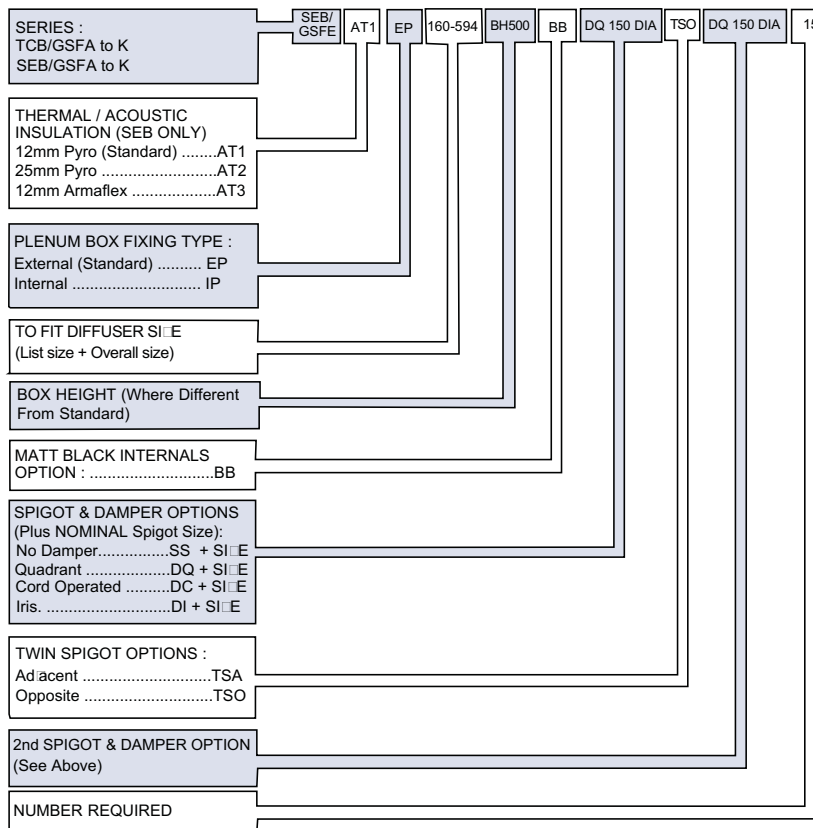 SEB/
GSFE
AT1
EP
160-594
BH500
BB
DQ 150 DIA
TSO
DQ 150 DIA
15
SERIES :
TCB/GSFA to K
SEB/GSFA to K
THERMAL / ACOUSTIC
INSULATION (SEB ONLY)
12mm Pyro (Standard) ........AT1
25mm Pyro ..........................AT2
12mm Armaflex ...................AT3
PLENUM BOX FIXING TYPE :
External (Standard) .......... EP
Internal ............................. IP
TO FIT DIFFUSER SI□E
(List size + Overall size)
BOX HEIGHT (Where Different
From Standard)
MATT BLACK INTERNALS
OPTION : ............................BB
SPIGOT & DAMPER OPTIONS
(Plus NOMINAL Spigot Size):
No Damper................SS + SI□E
Quadrant ...................DQ + SI□E
Cord Operated ..........DC + SI□E
Iris. ............................DI + SI□E
TWIN SPIGOT OPTIONS :
Ad□acent .............................TSA
Opposite .............................TSO
2nd SPIGOT & DAMPER OPTION
(See Above)
NUMBER REQUIRED